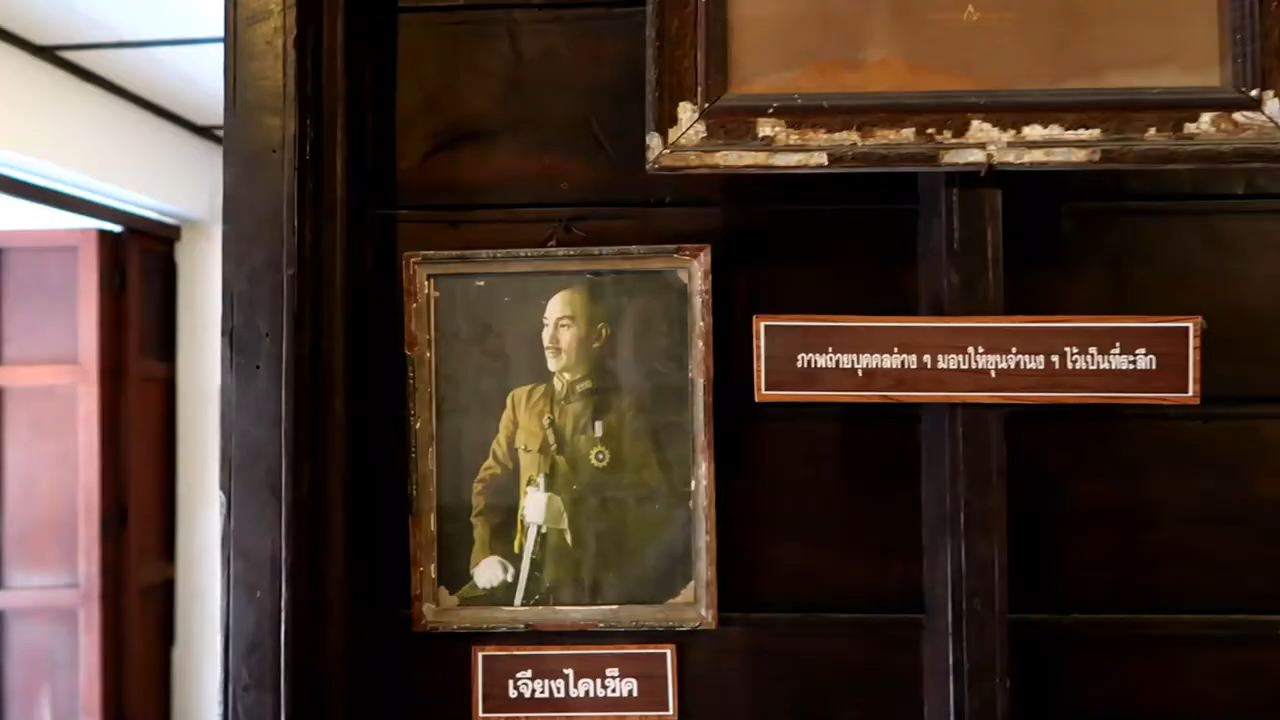 ภาพถ่ายบุคคลต่าง ๆ มอบให้ขุนจำนง ฯ ไว้เป็นที่ระลึก
เจียงไคเช็ค